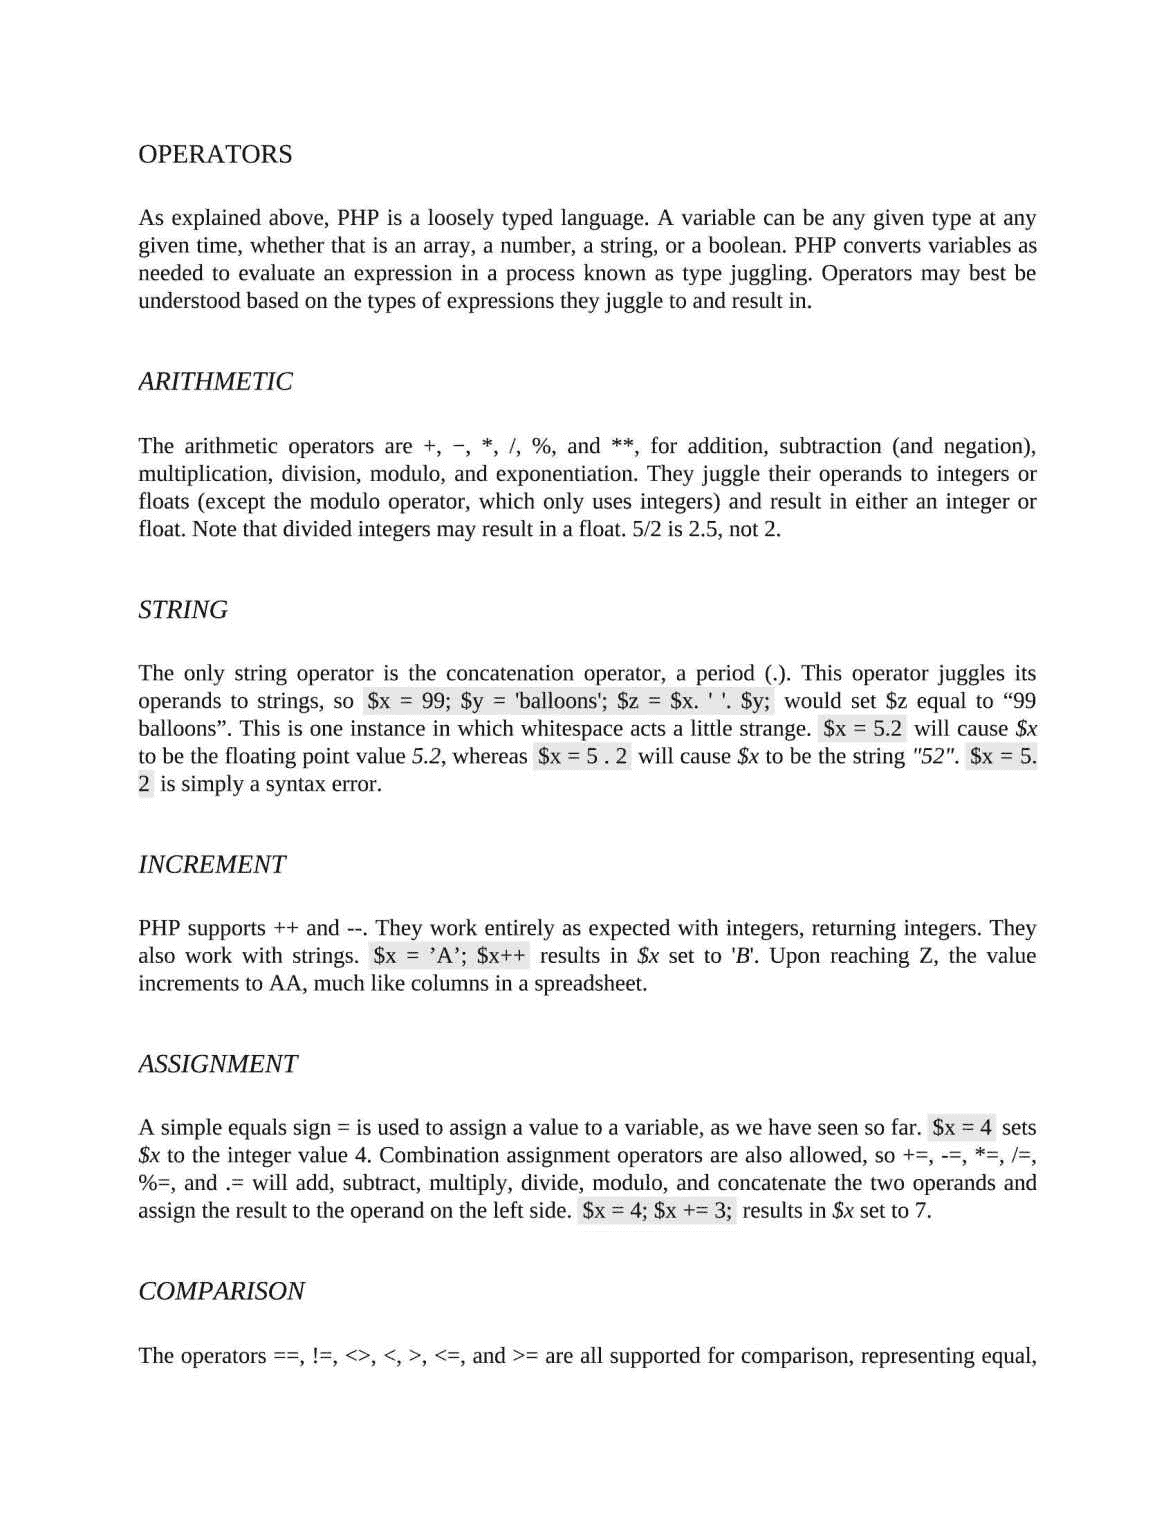 OPERATORS
As explained above, PHP is a loosely typed language. A variable can be any given type at any
given time, whether that is an array, a number, a string, or a boolean. PHP converts variables as
needed to evaluate an expression in a process known as type juggling. Operators may best be
understood based on the types of expressions they juggle to and result in.
ARITHMETIC
The arithmetic operators are +, −, *, /, %, and **, for addition, subtraction (and negation),
multiplication, division, modulo, and exponentiation. They juggle their operands to integers or
floats (except the modulo operator, which only uses integers) and result in either an integer or
float. Note that divided integers may result in a float. 5/2 is 2.5, not 2.
STRING
The only string operator is the concatenation operator, a period (.). This operator juggles its
operands to strings, so $x = 99; $y = 'balloons'; $z = $x. ' '. $y; would set $z equal to “99
balloons”. This is one instance in which whitespace acts a little strange. $x = 5.2 will cause $x
to be the floating point value 5.2, whereas $x = 5 . 2 will cause $x to be the string "52". $x = 5.
2 is simply a syntax error.
INCREMENT
PHP supports ++ and --. They work entirely as expected with integers, returning integers. They
also work with strings. $x = ’A’; $x++ results in $x set to 'B'. Upon reaching Z, the value
increments to AA, much like columns in a spreadsheet.
ASSIGNMENT
A simple equals sign = is used to assign a value to a variable, as we have seen so far. $x = 4 sets
$x to the integer value 4. Combination assignment operators are also allowed, so +=, -=, *=, /=,
%=, and .= will add, subtract, multiply, divide, modulo, and concatenate the two operands and
assign the result to the operand on the left side. $x = 4; $x += 3; results in $x set to 7.
COMPARISON
The operators ==, !=, <>, <, >, <=, and >= are all supported for comparison, representing equal,